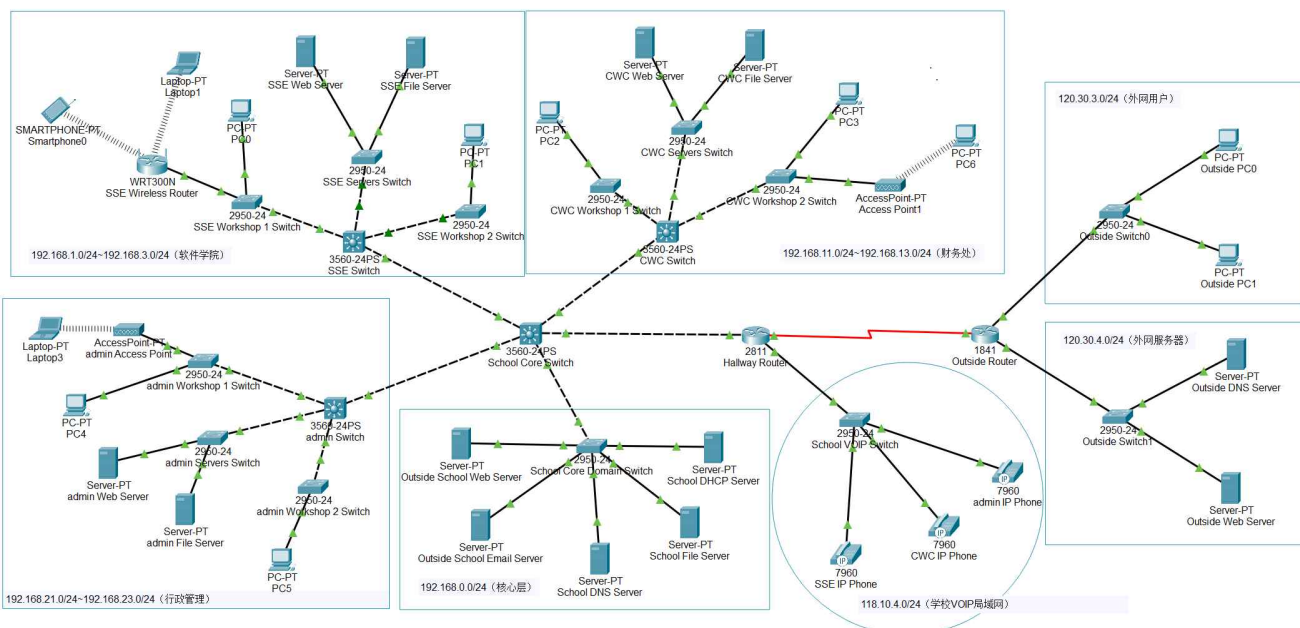 Laptop-PT
Laptop1
SMARTPHONE-PT
Smartphone0
WRT300N
SSE Wireless Router
PC-PT
PC0
Server-PT
SSE Web Server
Server-PT
SSE File Server
2950-24
SSE Servers Switch
PC-PT
PC1
2950-24
SSE Workshop 1 Switch
2950-24
SSE Workshop 2 Switch
3560-24PS
SSE Switch
192.168.1.0/24~192.168.3.0/24（软件学院）
Server-PT
CWC Web Server
Server-PT
CWC File Server
PC-PT
PC2
2950-24
CWC Servers Switch
PC-PT
PC3
PC-PT
PC6
2950-24
CWC Workshop 1 Switch
2950-24
CWC Workshop 2 Switch
AccessPoint-PT
Access Point1
3560-24PS
CWC Switch
192.168.11.0/24~192.168.13.0/24（财务处）
120.30.3.0/24（外网用户）
PC-PT
Outside PC0
2950-24
Outside Switch0
PC-PT
Outside PC1
Laptop-PT
Laptop3
AccessPoint-PT
admin Access Point
2950-24
admin Workshop 1 Switch
PC-PT
PC4
3560-24PS
admin Switch
2950-24
admin Servers Switch
Server-PT
admin Web Server
Server-PT
admin File Server
2950-24
admin Workshop 2 Switch
PC-PT
PC5
192.168.21.0/24~192.168.23.0/24（行政管理）
3560-24PS
School Core Switch
2811
Hallway Router
1841
Outside Router
2950-24
School Core Domain Switch
Server-PT
Outside School Web Server
Server-PT
School DHCP Server
Server-PT
Outside School Email Server
Server-PT
School DNS Server
Server-PT
School File Server
192.168.0.0/24（核心层）
2950-24
School VOIP Switch
IP
7960
admin IP Phone
IP
7960
CWC IP Phone
IP
7960
SSE IP Phone
118.10.4.0/24（学校VOIP局域网）
120.30.4.0/24（外网服务器）
Server-PT
Outside DNS Server
2950-24
Outside Switch1
Server-PT
Outside Web Server